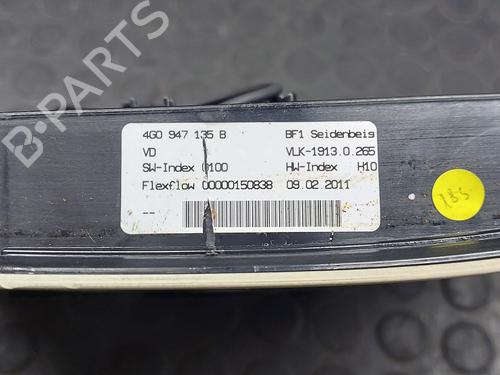 4G0 947 135 B BF1 Seidenbeis
VD VLK-1913.0.265
SW-Index 0100 HW-Index H10
Flexflow 00000150838 09.02 2011
--
B-PARTS